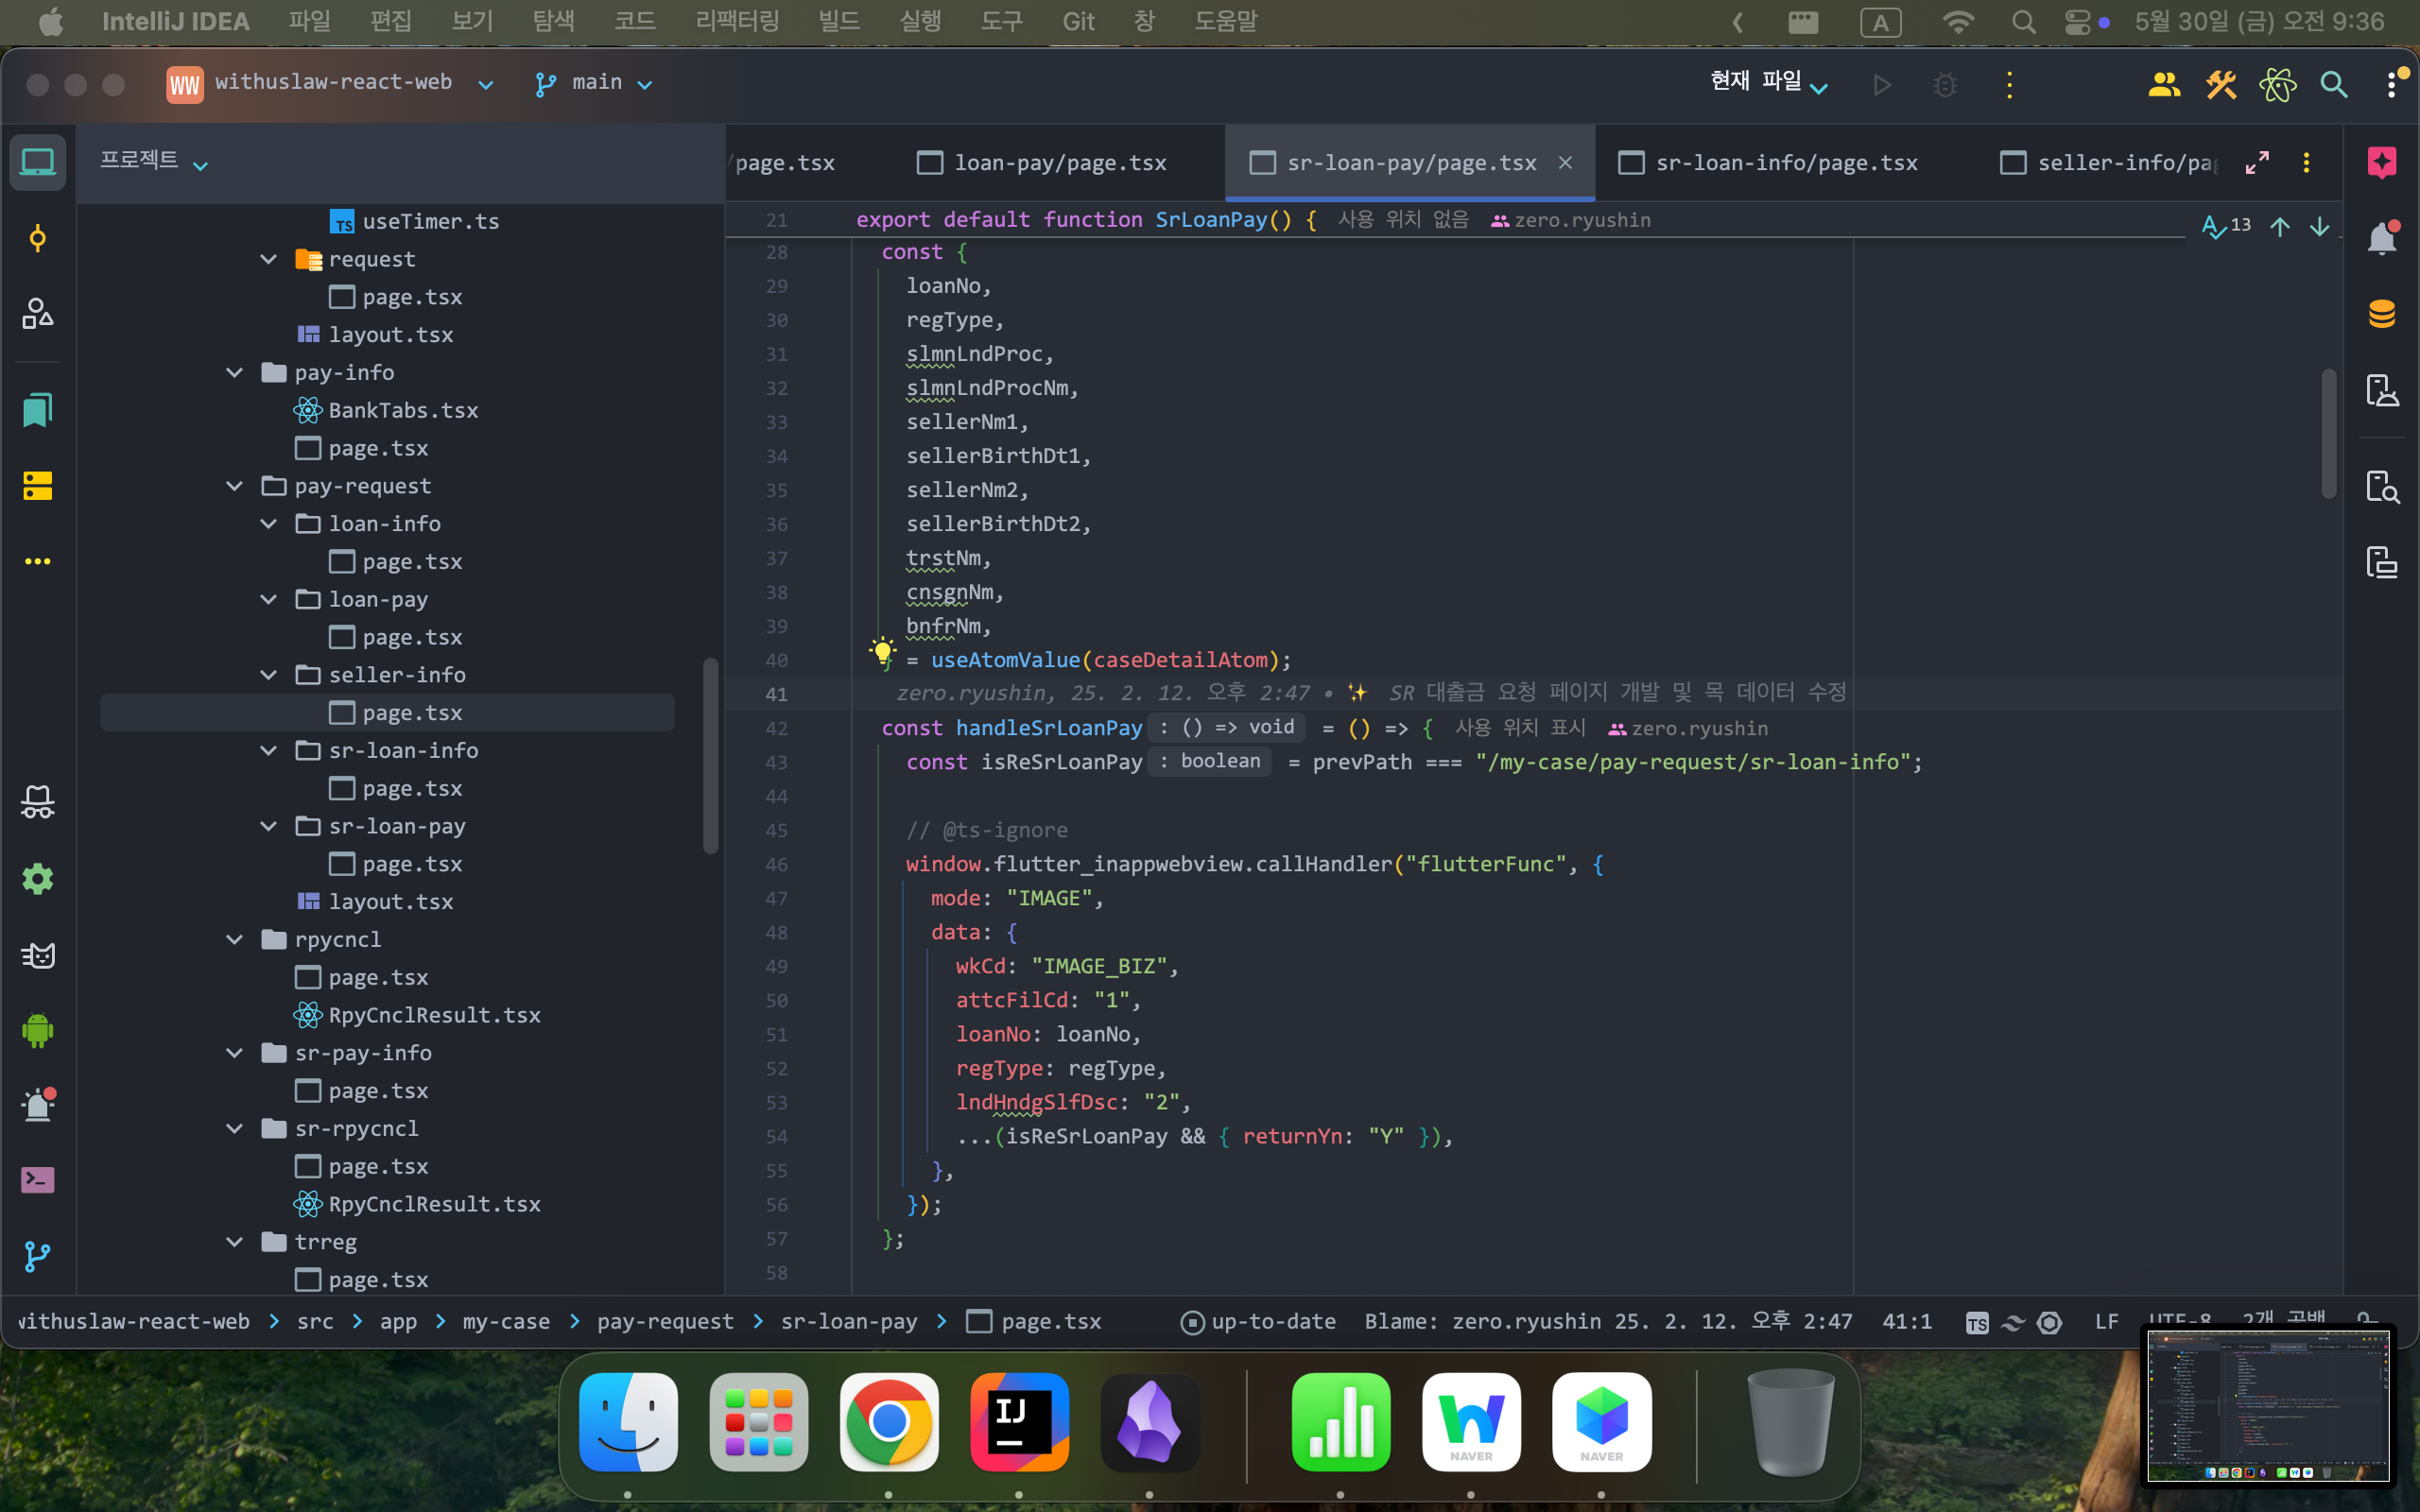 IntelliJ IDEA 파일 편집 보기 탐색 코드 리팩터링 빌드 실행 도구 Git 창 도움말 A 5월 30일 (금) 오전 9:36
WW withuslaw-react-web main 현재 파일
프로젝트
/page.tsx loan-pay/page.tsx sr-loan-pay/page.tsx sr-loan-info/page.tsx seller-info/pag
useTimer.ts
request
page.tsx
layout.tsx
pay-info
BankTabs.tsx
page.tsx
pay-request
loan-info
page.tsx
loan-pay
page.tsx
seller-info
page.tsx
sr-loan-info
page.tsx
sr-loan-pay
page.tsx
layout.tsx
rpycncl
page.tsx
RpyCnclResult.tsx
sr-pay-info
page.tsx
sr-rpycncl
page.tsx
RpyCnclResult.tsx
trreg
page.tsx
21 export default function SrLoanPay() { 사용 위치 없음 zero.ryushin 13
28 const {
29 loanNo,
30 regType,
31 slmnLndProc,
32 slmnLndProcNm,
33 sellerNm1,
34 sellerBirthDt1,
35 sellerNm2,
36 sellerBirthDt2,
37 trstNm,
38 cnsgnNm,
39 bnfrNm,
40 } = useAtomValue(caseDetailAtom);
41 zero.ryushin, 25. 2. 12. 오후 2:47 • ✨ SR 대출금 요청 페이지 개발 및 목 데이터 수정
42 const handleSrLoanPay : () => void = () => { 사용 위치 표시 zero.ryushin
43 const isReSrLoanPay : boolean = prevPath === "/my-case/pay-request/sr-loan-info";
44
45 // @ts-ignore
46 window.flutter_inappwebview.callHandler("flutterFunc", {
47 mode: "IMAGE",
48 data: {
49 wkCd: "IMAGE_BIZ",
50 attcFilCd: "1",
51 loanNo: loanNo,
52 regType: regType,
53 lndHndgSlfDsc: "2",
54 ...(isReSrLoanPay && { returnYn: "Y" }),
55 },
56 });
57 };
58
withuslaw-react-web > src > app > my-case > pay-request > sr-loan-pay > page.tsx up-to-date Blame: zero.ryushin 25. 2. 12. 오후 2:47 41:1 TS LF UTF-8 2개 공백
IJ NAVER NAVER